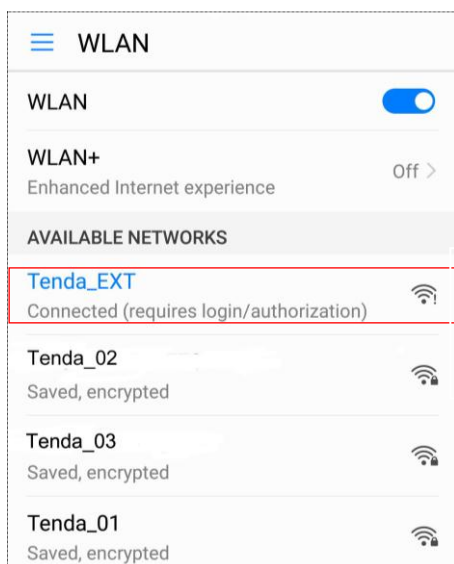 WLAN
WLAN
WLAN+
Off
Enhanced Internet experience
AVAILABLE NETWORKS
Tenda_EXT
Connected (requires login/authorization)
Tenda_02
Saved, encrypted
Tenda_03
Saved, encrypted
Tenda_01
Saved, encrypted